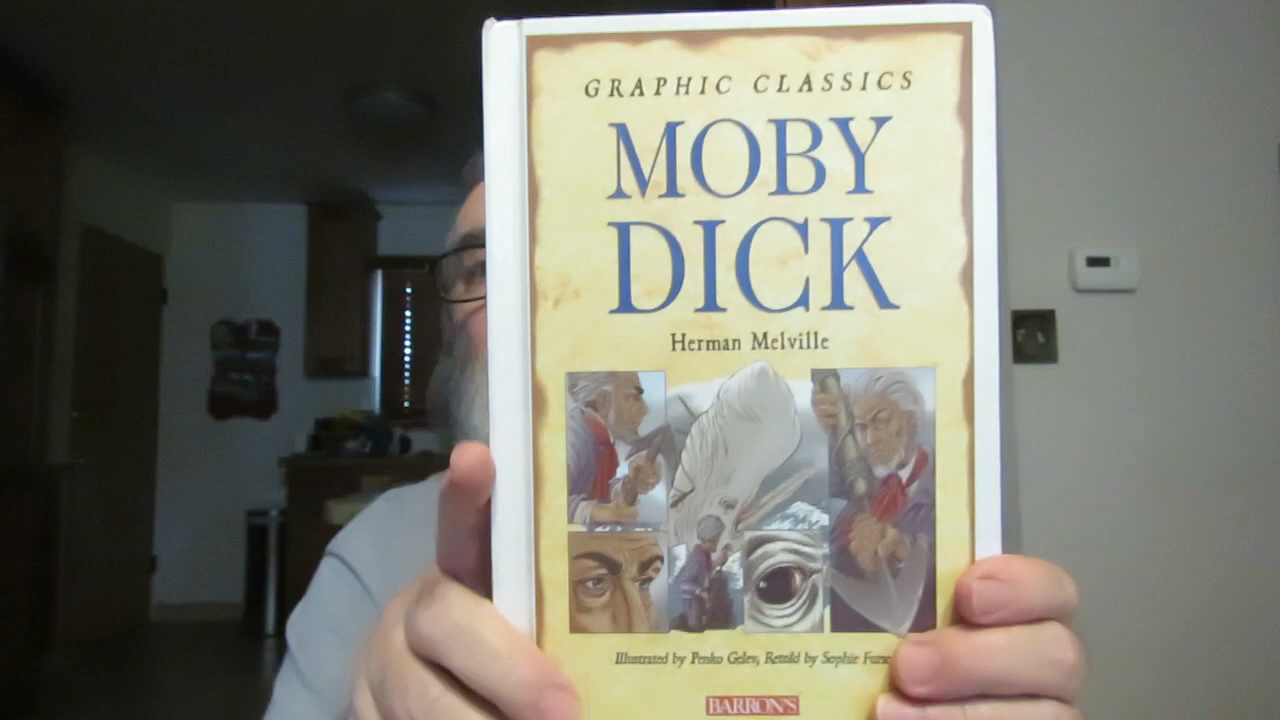 GRAPHIC CLASSICS
MOBY
DICK
Herman Melville
Illustrated by Penko Gelev, Retold by Sophie
BARRON'S